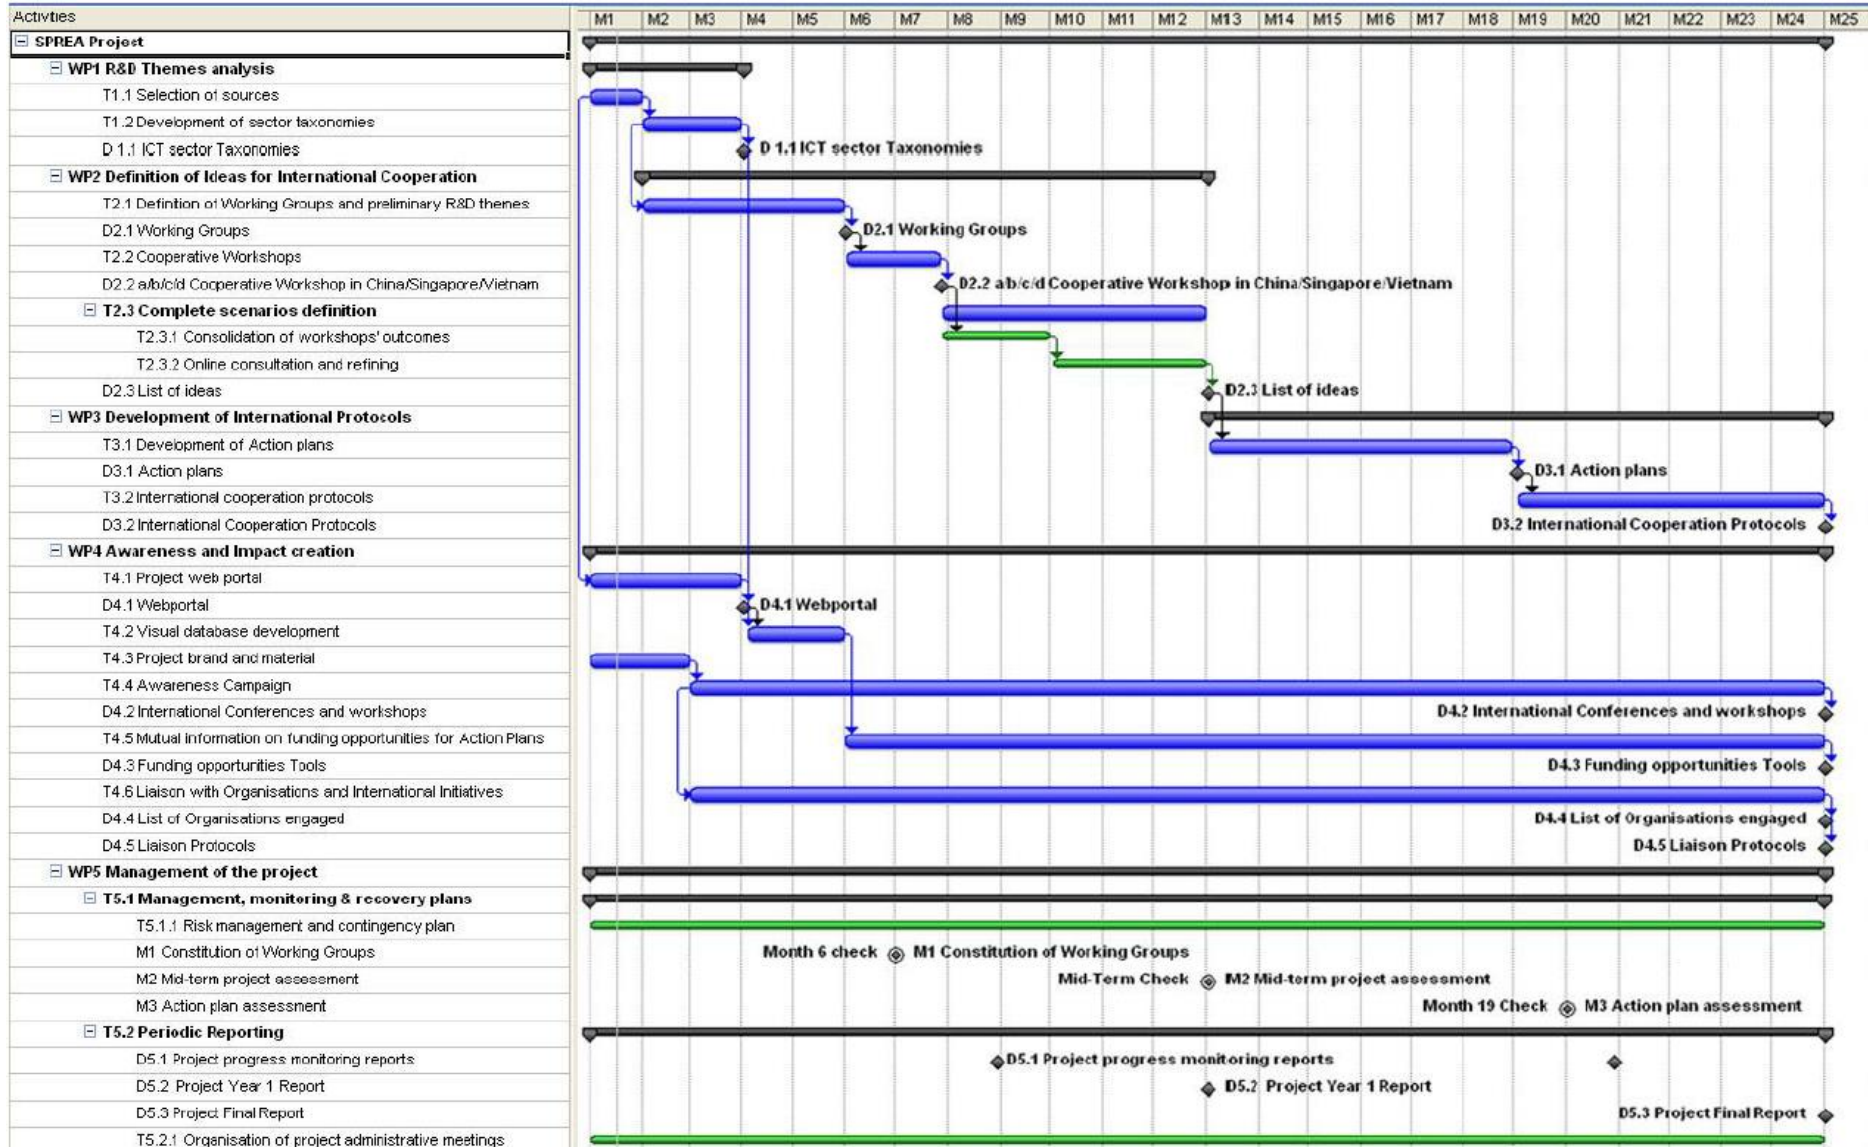 Activities M1 M2 M3 M4 M5 M6 M7 M8 M9 M10 M11 M12 M13 M14 M15 M16 M17 M18 M19 M20 M21 M22 M23 M24 M25
SPREA Project
WP1 R&D Themes analysis
T1.1 Selection of sources
T1.2 Development of sector taxonomies
D 1.1 ICT sector Taxonomies D 1.1 ICT sector Taxonomies
WP2 Definition of Ideas for International Cooperation
T2.1 Definition of Working Groups and preliminary R&D themes
D2.1 Working Groups D2.1 Working Groups
T2.2 Cooperative Workshops
D2.2 a/b/c/d Cooperative Workshop in China/Singapore/Vietnam D2.2 a/b/c/d Cooperative Workshop in China/Singapore/Vietnam
T2.3 Complete scenarios definition
T2.3.1 Consolidation of workshops' outcomes
T2.3.2 Online consultation and refining
D2.3 List of ideas D2.3 List of ideas
WP3 Development of International Protocols
T3.1 Development of Action plans
D3.1 Action plans D3.1 Action plans
T3.2 International cooperation protocols
D3.2 International Cooperation Protocols D3.2 International Cooperation Protocols
WP4 Awareness and Impact creation
T4.1 Project web portal
D4.1 Webportal D4.1 Webportal
T4.2 Visual database development
T4.3 Project brand and material
T4.4 Awareness Campaign
D4.2 International Conferences and workshops D4.2 International Conferences and workshops
T4.5 Mutual information on funding opportunities for Action Plans
D4.3 Funding opportunities Tools D4.3 Funding opportunities Tools
T4.6 Liaison with Organisations and International Initiatives
D4.4 List of Organisations engaged D4.4 List of Organisations engaged
D4.5 Liaison Protocols D4.5 Liaison Protocols
WP5 Management of the project
T5.1 Management, monitoring & recovery plans
T5.1.1 Risk management and contingency plan
M1 Constitution of Working Groups Month 6 check M1 Constitution of Working Groups
M2 Mid-term project assessment Mid-Term Check M2 Mid-term project assessment
M3 Action plan assessment Month 19 Check M3 Action plan assessment
T5.2 Periodic Reporting
D5.1 Project progress monitoring reports D5.1 Project progress monitoring reports
D5.2 Project Year 1 Report D5.2 Project Year 1 Report
D5.3 Project Final Report D5.3 Project Final Report
T5.2.1 Organisation of project administrative meetings